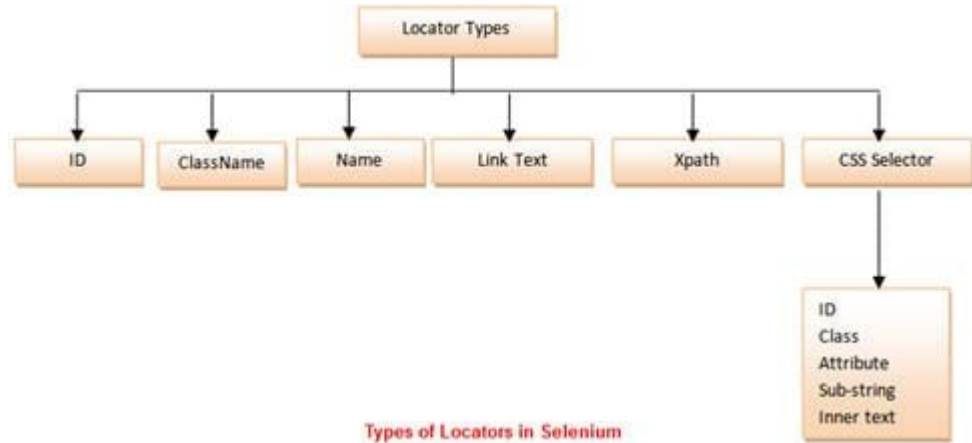 Locator Types
ID
ClassName
Name
Link Text
Xpath
CSS Selector
ID
Class
Attribute
Sub-string
Inner text
Types of Locators in Selenium